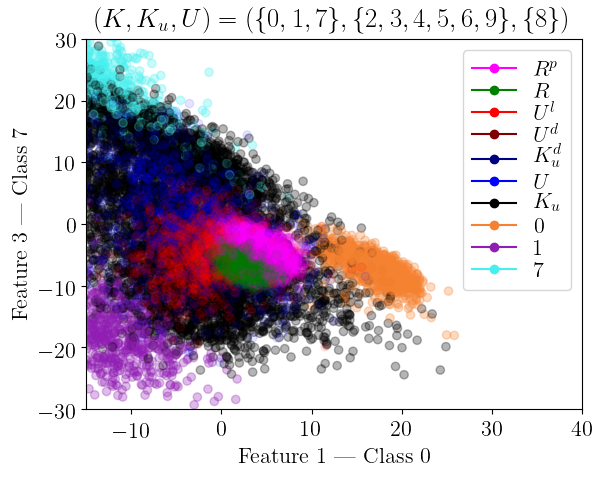 (K, K_u, U) = ({0, 1, 7}, {2, 3, 4, 5, 6, 9}, {8})
30
20
10
0
−10
−20
−30
Feature 3 — Class 7
R^p
R
U^l
U^d
K_u^d
U
K_u
0
1
7
−10
0
10
20
30
40
Feature 1 — Class 0